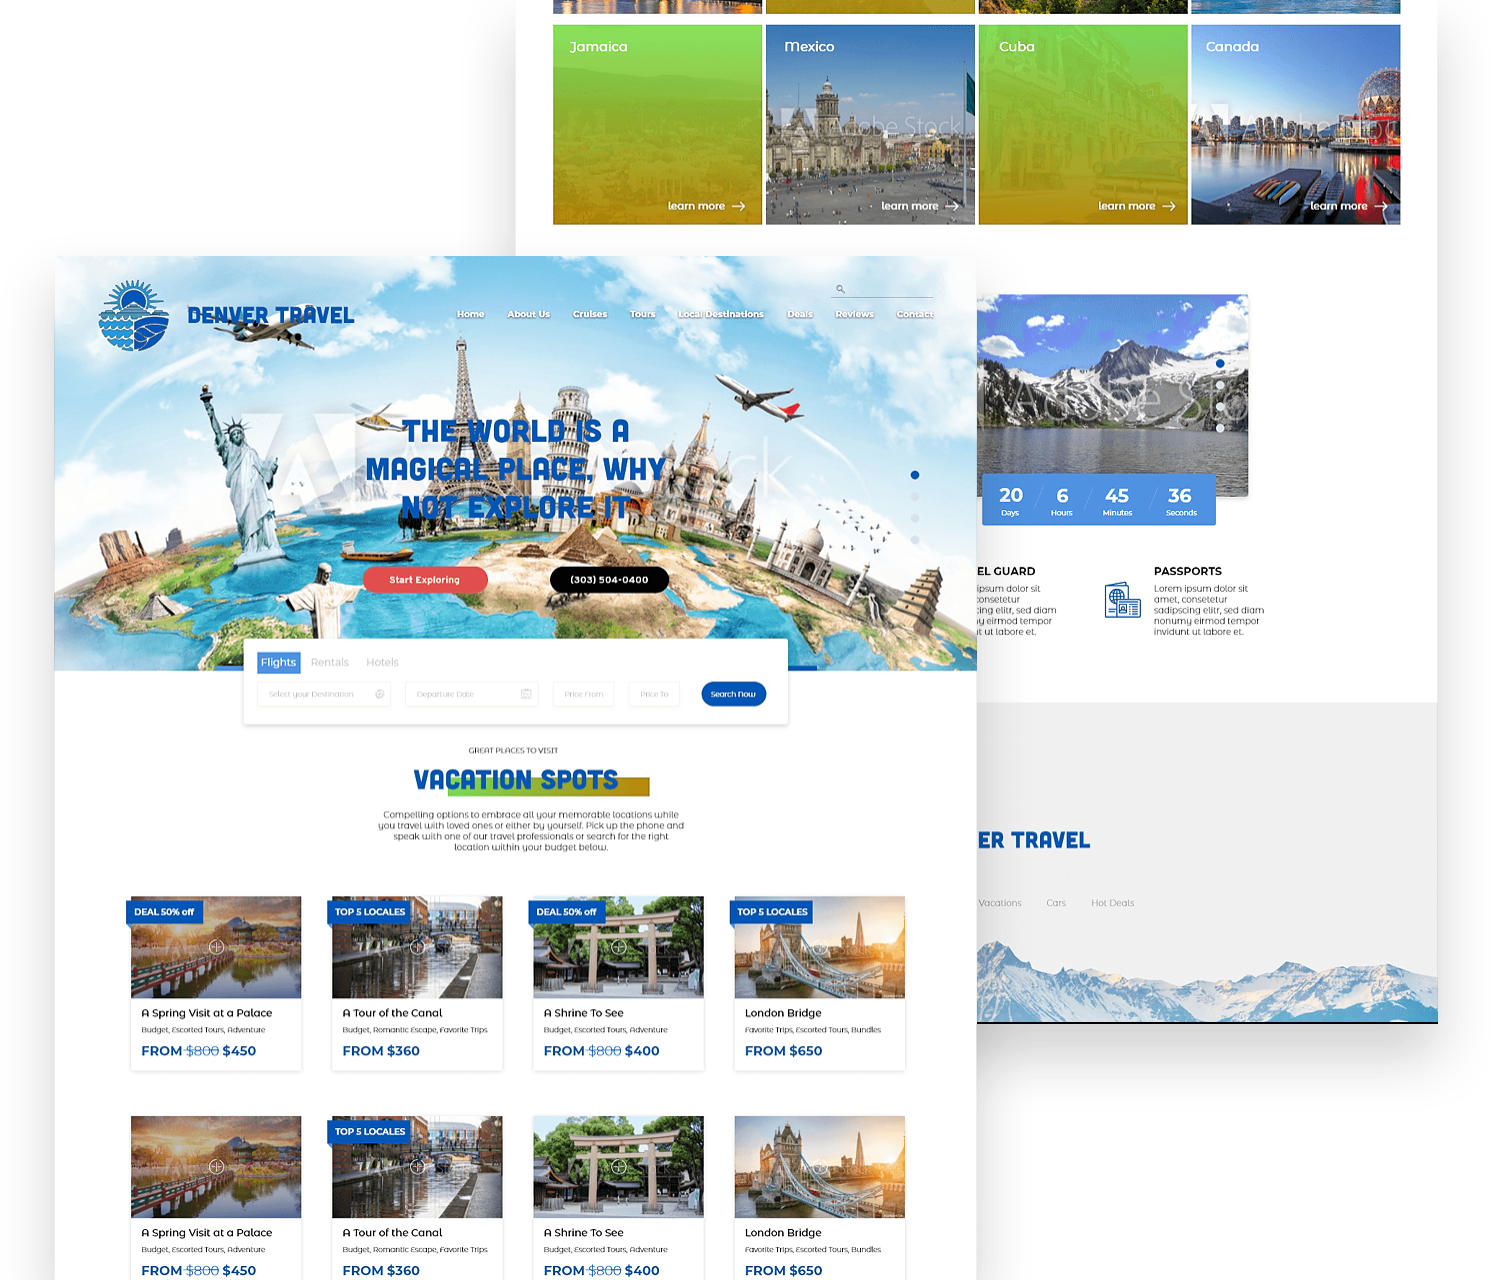 Jamaica
Mexico
Cuba
Canada
Adobe Stock
learn more
learn more
learn more
learn more
DENVER TRAVEL
Home About Us Cruises Tours Local Destinations Deals Reviews Contact
THE WORLD IS A
MAGICAL PLACE, WHY
NOT EXPLORE IT
Start Exploring
(303) 504-0400
Flights Rentals Hotels
Select your Destination
Departure Date
Price From
Price To
Search Now
GREAT PLACES TO VISIT
VACATION SPOTS
Compelling options to embrace all your memorable locations while
you travel with loved ones or either by yourself. Pick up the phone and
speak with one of our travel professionals or search for the right
location within your budget below.
DEAL 50% off
A Spring Visit at a Palace
Budget, Escorted Tours, Adventure
FROM $800 $450
TOP 5 LOCALES
A Tour of the Canal
Budget, Romantic Escape, Favorite Trips
FROM $360
DEAL 50% off
A Shrine To See
Budget, Escorted Tours, Adventure
FROM $800 $400
TOP 5 LOCALES
London Bridge
Favorite Trips, Escorted Tours, Bundles
FROM $650
A Spring Visit at a Palace
Budget, Escorted Tours, Adventure
FROM $800 $450
TOP 5 LOCALES
A Tour of the Canal
Budget, Romantic Escape, Favorite Trips
FROM $360
A Shrine To See
Budget, Escorted Tours, Adventure
FROM $800 $400
London Bridge
Favorite Trips, Escorted Tours, Bundles
FROM $650
Adobe Sto
20 6 45 36
Days Hours Minutes Seconds
EL GUARD
ipsum dolor sit
onsetetur
cing elitr, sed diam
y eirmod tempor
t ut labore et.
PASSPORTS
Lorem ipsum dolor sit
amet, consetetur
sadipscing elitr, sed diam
nonumy eirmod tempor
invidunt ut labore et.
ER TRAVEL
Vacations Cars Hot Deals